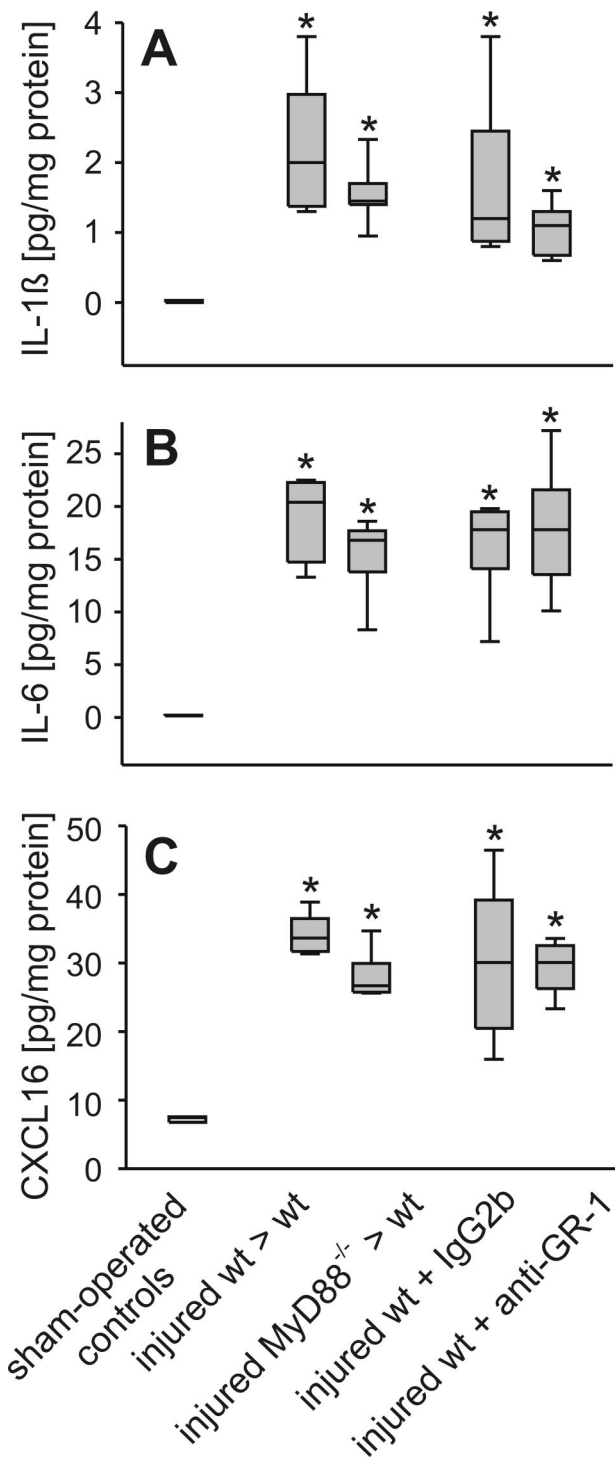 A
IL-1ß [pg/mg protein]
4
3
2
1
0
* * * *
B
IL-6 [pg/mg protein]
25
20
15
10
5
0
* * * *
C
CXCL16 [pg/mg protein]
50
40
30
20
10
0
* * * *
sham-operated
controls
injured wt > wt
injured MyD88-/- > wt
injured wt + IgG2b
injured wt + anti-GR-1